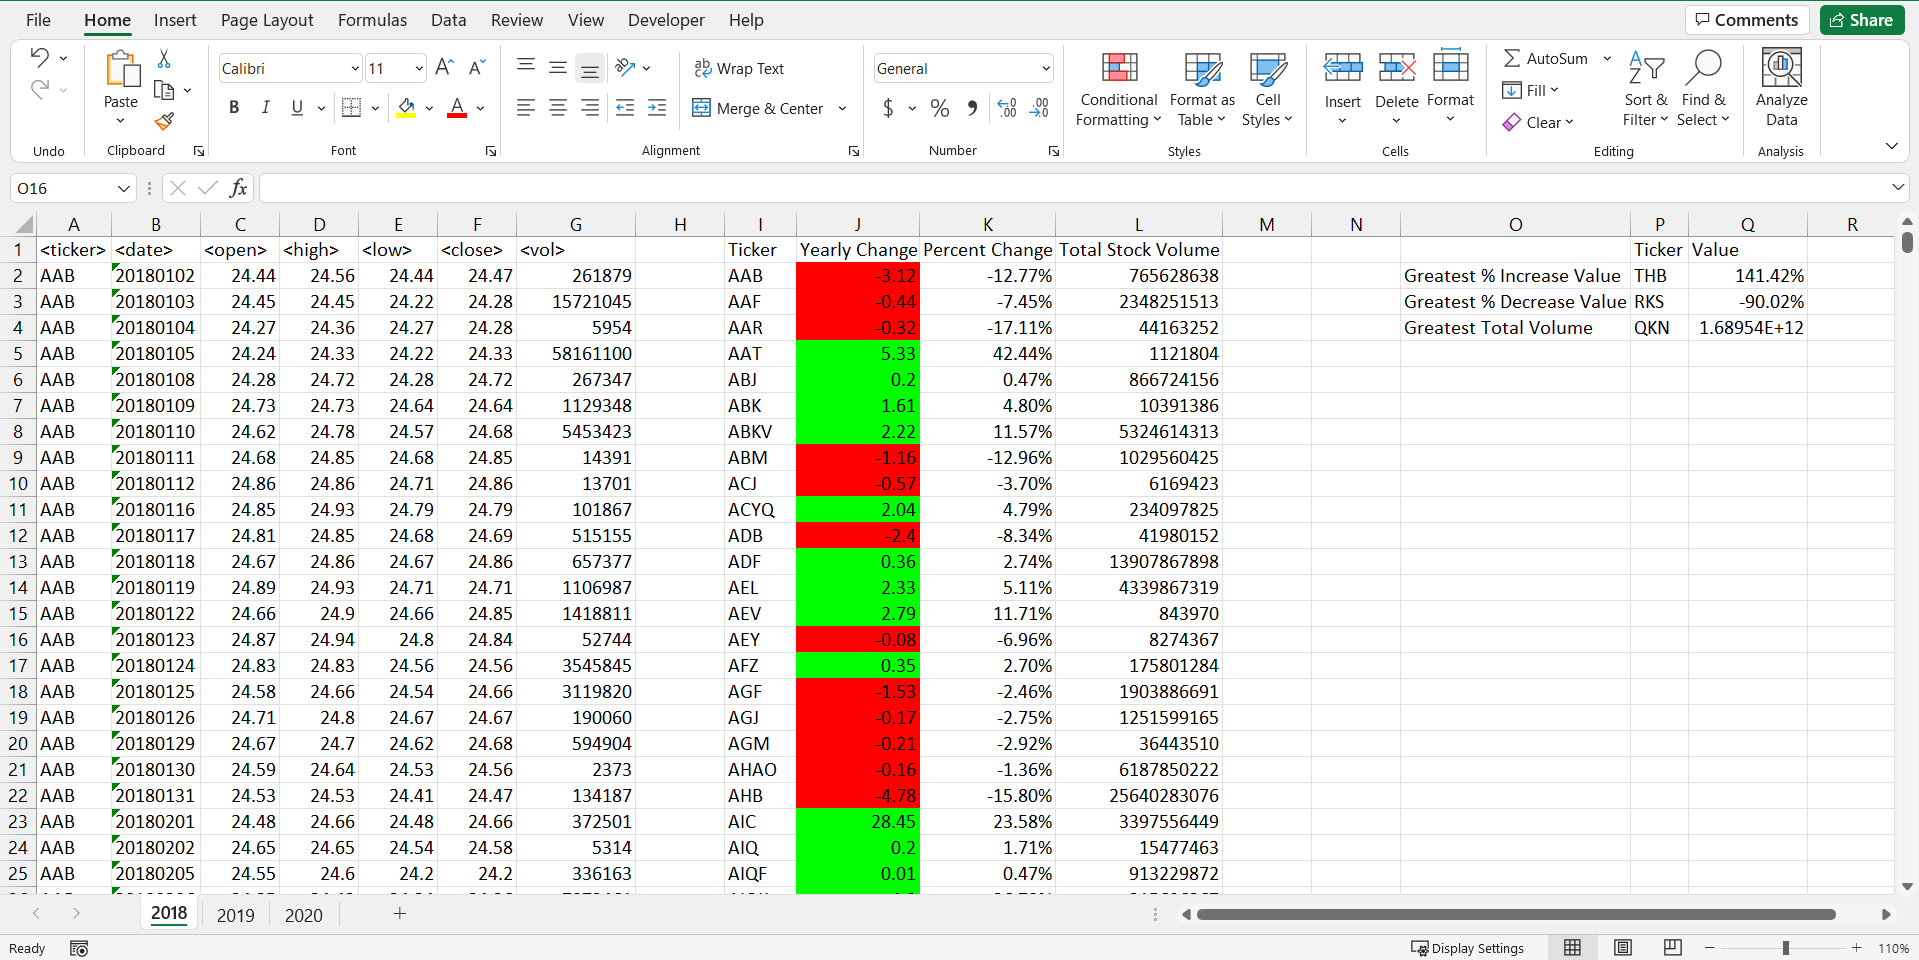 File Home Insert Page Layout Formulas Data Review View Developer Help Comments Share
Calibri 11 Wrap Text General AutoSum
Paste Conditional Formatting Format as Table Cell Styles Insert Delete Format Fill Sort & Filter Find & Select Analyze Data
B I U A Merge & Center $ % Clear
Undo Clipboard Font Alignment Number Styles Cells Editing Analysis
O16 fx
A B C D E F G H I J K L M N O P Q R
1 <ticker> <date> <open> <high> <low> <close> <vol> Ticker Yearly Change Percent Change Total Stock Volume Ticker Value
2 AAB 20180102 24.44 24.56 24.44 24.47 261879 AAB -3.12 -12.77% 765628638 Greatest % Increase Value THB 141.42%
3 AAB 20180103 24.45 24.45 24.22 24.28 15721045 AAF -0.44 -7.45% 2348251513 Greatest % Decrease Value RKS -90.02%
4 AAB 20180104 24.27 24.36 24.27 24.28 5954 AAR -0.32 -17.11% 44163252 Greatest Total Volume QKN 1.68954E+12
5 AAB 20180105 24.24 24.33 24.22 24.33 58161100 AAT 5.33 42.44% 1121804
6 AAB 20180108 24.28 24.72 24.28 24.72 267347 ABJ 0.2 0.47% 866724156
7 AAB 20180109 24.73 24.73 24.64 24.64 1129348 ABK 1.61 4.80% 10391386
8 AAB 20180110 24.62 24.78 24.57 24.68 5453423 ABKV 2.22 11.57% 5324614313
9 AAB 20180111 24.68 24.85 24.68 24.85 14391 ABM -1.16 -12.96% 1029560425
10 AAB 20180112 24.86 24.86 24.71 24.86 13701 ACJ -0.57 -3.70% 6169423
11 AAB 20180116 24.85 24.93 24.79 24.79 101867 ACYQ 2.04 4.79% 234097825
12 AAB 20180117 24.81 24.85 24.68 24.69 515155 ADB -2.4 -8.34% 41980152
13 AAB 20180118 24.67 24.86 24.67 24.86 657377 ADF 0.36 2.74% 13907867898
14 AAB 20180119 24.89 24.93 24.71 24.71 1106987 AEL 2.33 5.11% 4339867319
15 AAB 20180122 24.66 24.9 24.66 24.85 1418811 AEV 2.79 11.71% 843970
16 AAB 20180123 24.87 24.94 24.8 24.84 52744 AEY -0.08 -6.96% 8274367
17 AAB 20180124 24.83 24.83 24.56 24.56 3545845 AFZ 0.35 2.70% 175801284
18 AAB 20180125 24.58 24.66 24.54 24.66 3119820 AGF -1.53 -2.46% 1903886691
19 AAB 20180126 24.71 24.8 24.67 24.67 190060 AGJ -0.17 -2.75% 1251599165
20 AAB 20180129 24.67 24.7 24.62 24.68 594904 AGM -0.21 -2.92% 36443510
21 AAB 20180130 24.59 24.64 24.53 24.56 2373 AHAO -0.16 -1.36% 6187850222
22 AAB 20180131 24.53 24.53 24.41 24.47 134187 AHB -4.78 -15.80% 25640283076
23 AAB 20180201 24.48 24.66 24.48 24.66 372501 AIC 28.45 23.58% 3397556449
24 AAB 20180202 24.65 24.65 24.54 24.58 5314 AIQ 0.2 1.71% 15477463
25 AAB 20180205 24.55 24.6 24.2 24.2 336163 AIQF 0.01 0.47% 913229872
2018 2019 2020
Ready Display Settings 110%